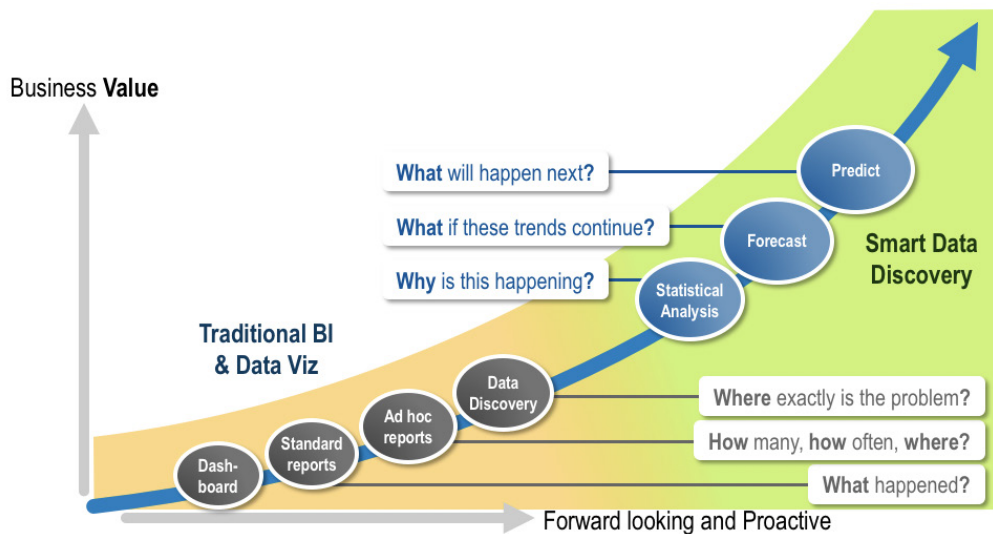 Business Value
What will happen next?
Predict
What if these trends continue?
Forecast
Smart Data
Discovery
Why is this happening?
Statistical
Analysis
Traditional BI
& Data Viz
Data
Discovery
Where exactly is the problem?
Ad hoc
reports
How many, how often, where?
Standard
reports
Dash-
board
What happened?
Forward looking and Proactive